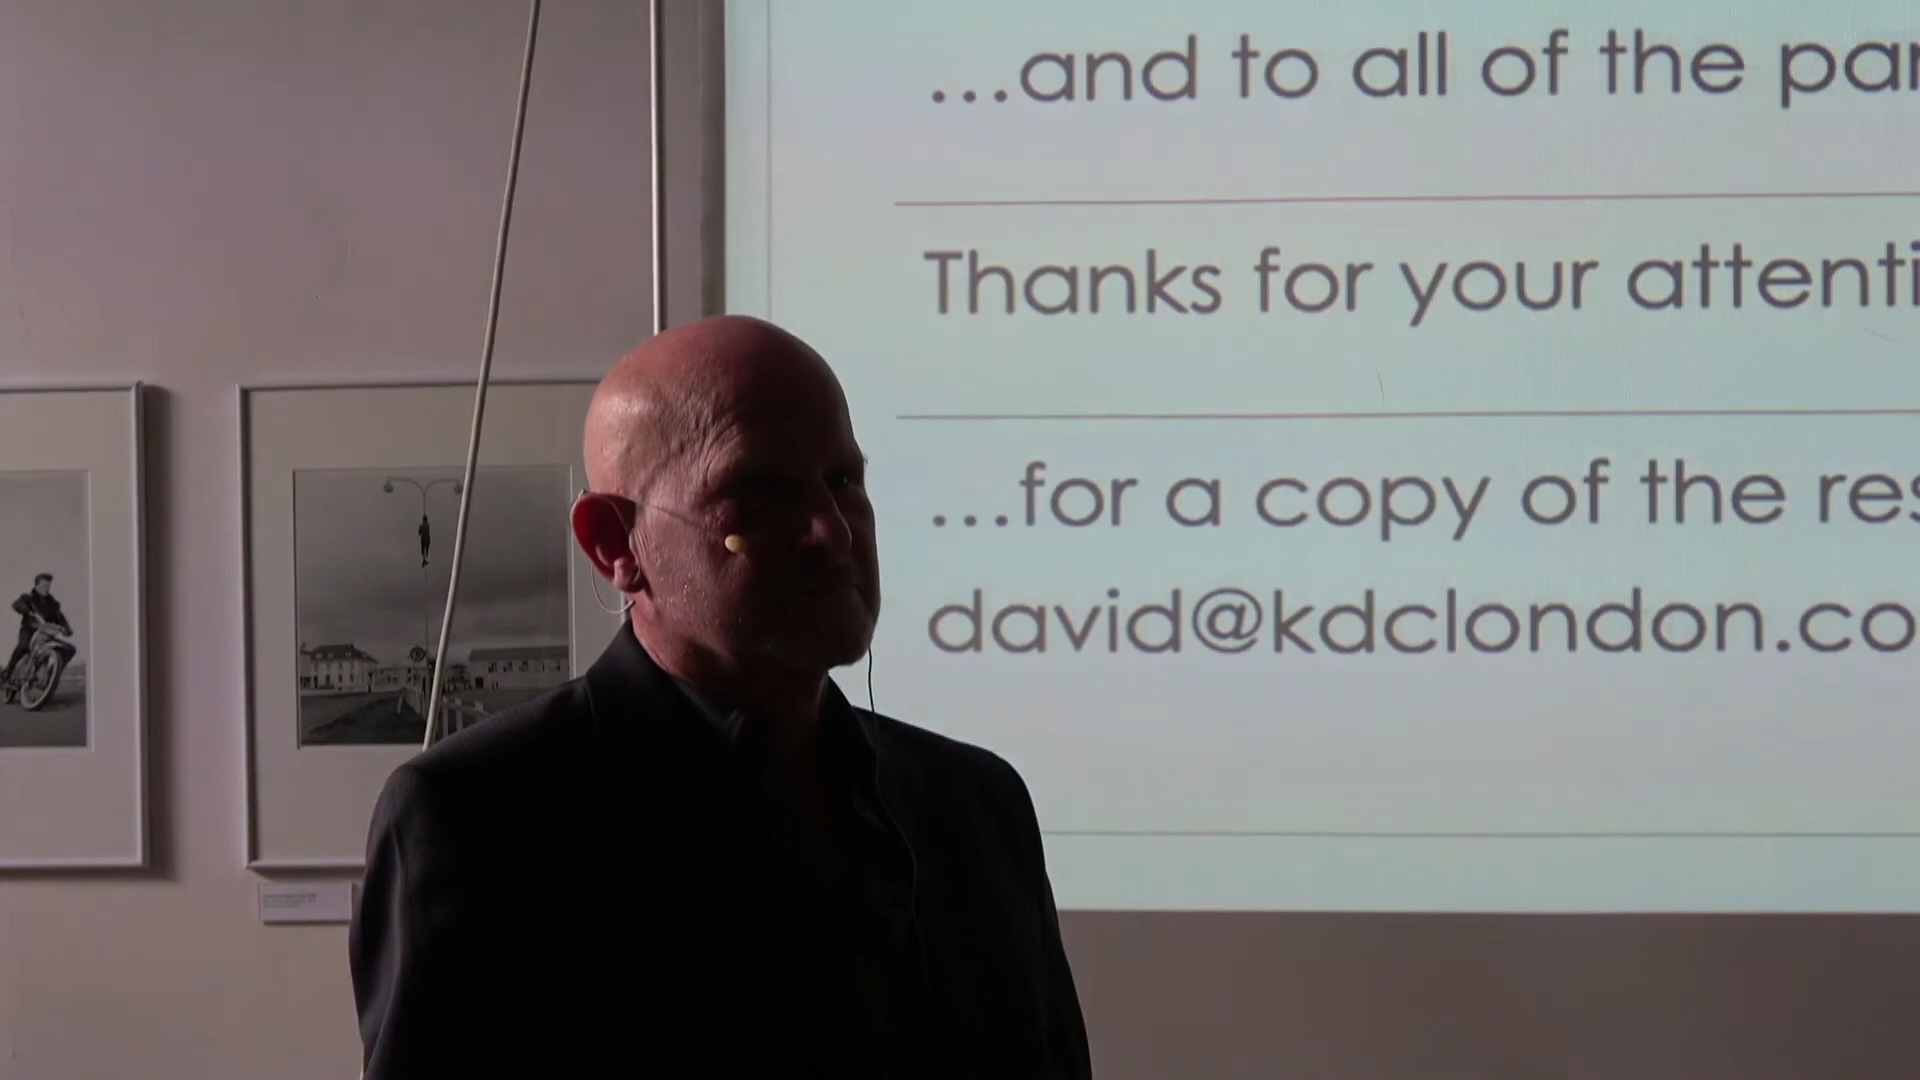 ...and to all of the par
Thanks for your attenti
...for a copy of the res
david@kdclondon.co